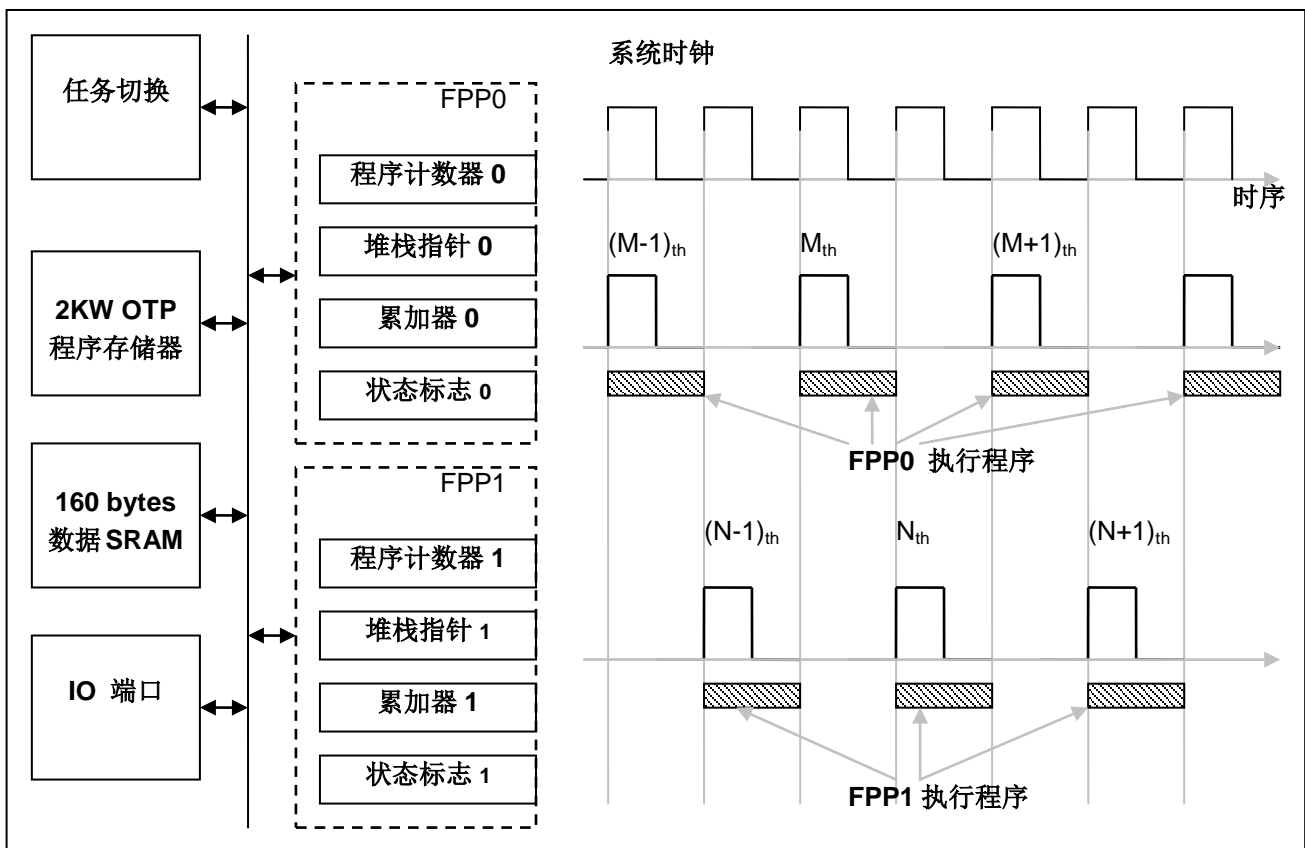 任务切换
2KW OTP
程序存储器
160 bytes
数据 SRAM
IO 端口
FPP0
程序计数器 0
堆栈指针 0
累加器 0
状态标志 0
FPP1
程序计数器 1
堆栈指针 1
累加器 1
状态标志 1
系统时钟
时序
(M-1)th
Mth
(M+1)th
FPP0 执行程序
(N-1)th
Nth
(N+1)th
FPP1 执行程序